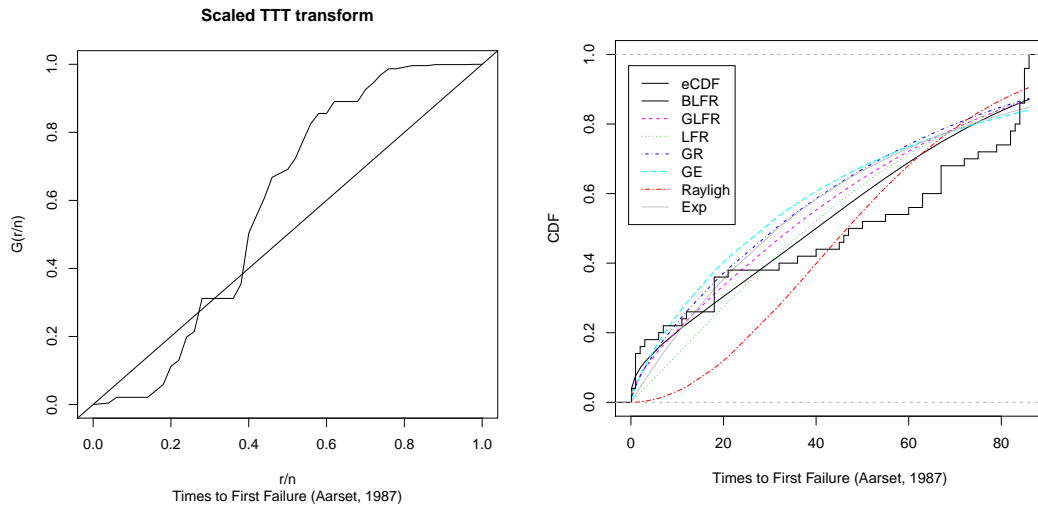 Scaled TTT transform
G(r/n)
0.0 0.2 0.4 0.6 0.8 1.0
0.0 0.2 0.4 0.6 0.8 1.0
r/n
Times to First Failure (Aarset, 1987)
CDF
0.0 0.2 0.4 0.6 0.8 1.0
eCDF
BLFR
GLFR
LFR
GR
GE
Rayligh
Exp
0 20 40 60 80
Times to First Failure (Aarset, 1987)